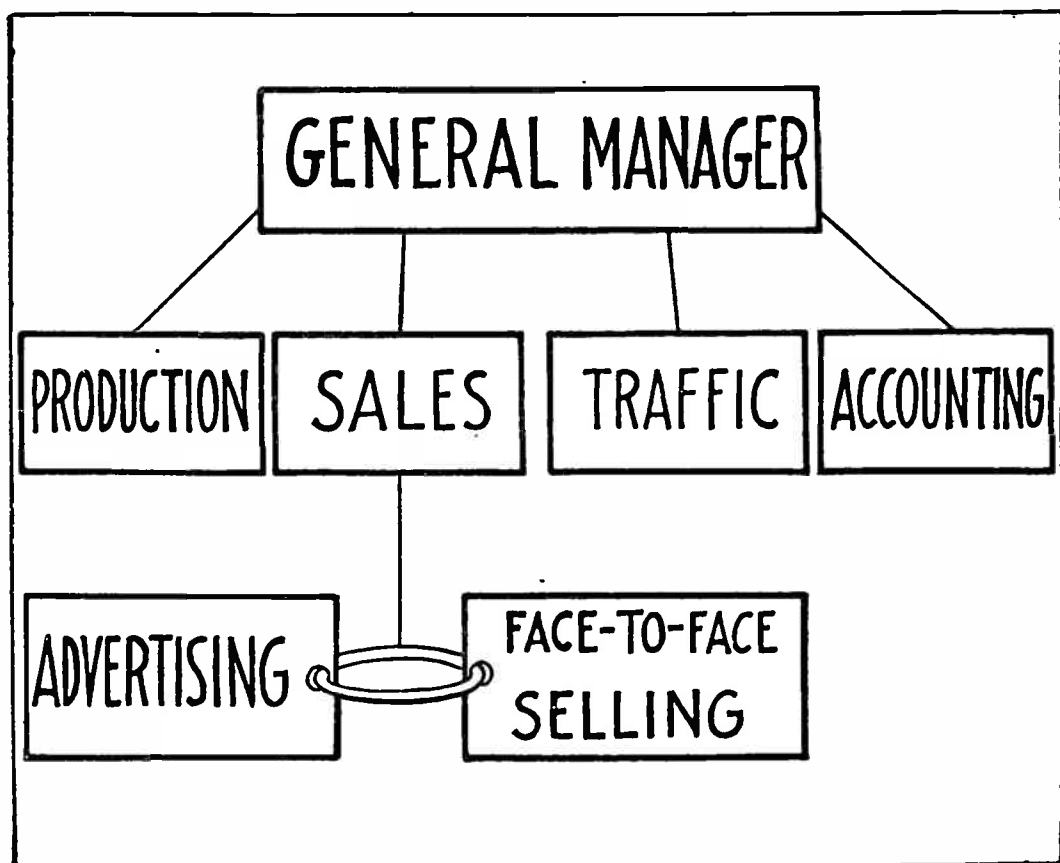 GENERAL MANAGER
PRODUCTION
SALES
TRAFFIC
ACCOUNTING
ADVERTISING
FACE-TO-FACE
SELLING